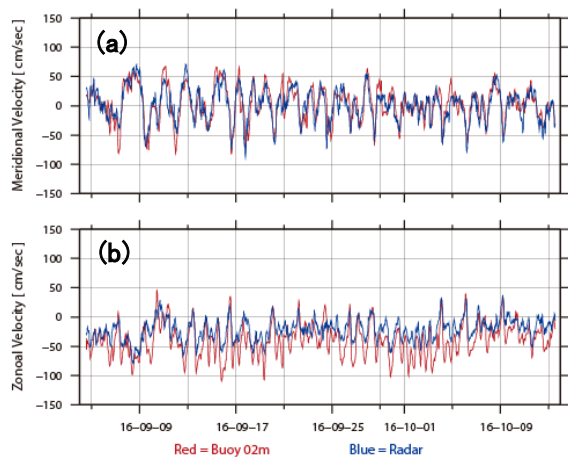 (a)
Meridional Velocity [ cm/sec]
150
100
50
0
−50
−100
−150
(b)
Zonoal Velocity [ cm/sec]
150
100
50
0
−50
−100
−150
16−09−09 16−09−17 16−09−25 16−10−01 16−10−09
Red = Buoy 02m Blue = Radar